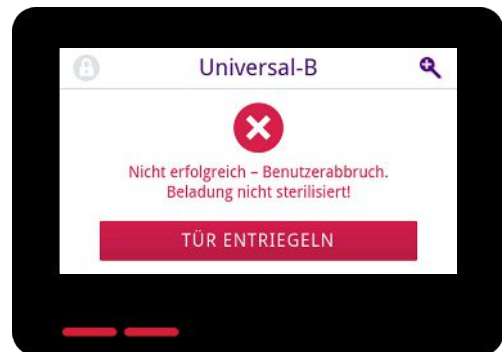 Universal-B
Nicht erfolgreich – Benutzerabbruch.
Beladung nicht sterilisiert!
TÜR ENTRIEGELN